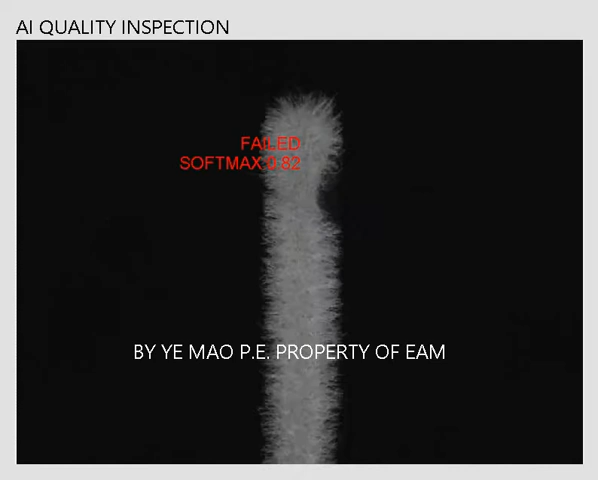 AI QUALITY INSPECTION
FAILED
SOFTMAX:0.82
BY YE MAO P.E. PROPERTY OF EAM